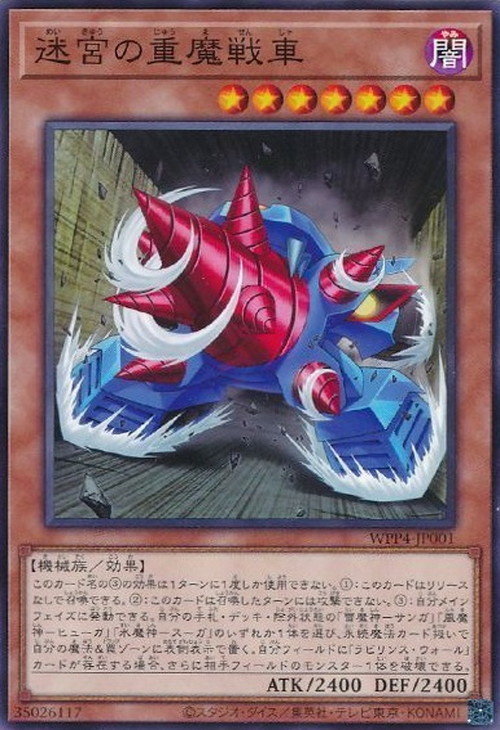 迷宮の重魔戦車
闇
WPP4-JP001
【機械族／効果】
このカード名の③の効果は1ターンに1度しか使用できない。①：このカードはリリース
なしで召喚できる。②：このカードは召喚したターンには攻撃できない。③：自分メイン
フェイズに発動できる。自分の手札・デッキ・除外状態の「雷魔神－サンガ」「風魔
神－ヒューガ」「水魔神－スーガ」のいずれか1体を選び、永続魔法カード扱いで
自分の魔法&罠ゾーンに表側表示で置く。自分フィールドに「ラビリンス・ウォール」
カードが存在する場合、さらに相手フィールドのモンスター1体を破壊できる。
ATK/2400 DEF/2400
35026117 ©スタジオ・ダイス／集英社・テレビ東京・KONAMI